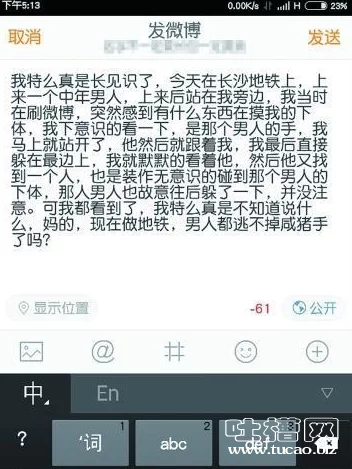 下午5:13 0.00K/s H 23%
取消 发微博 发送
我特么真是长见识了，今天在长沙地铁上，上
来一个中年男人，上来后站在我旁边，我当时
在刷微博，突然感到有什么东西在摸我的下
体，我下意识的看一下，是那个男人的手，我
马上就站开了，他然后就跟着我，我最后直接
躲在最边上，我就默默的看着他，然后他又找
到一个人，也是装作无意识的碰到那个男人的
下体，那人男人也故意往后躲了一下，并没注
意。可我都看到了，我特么真是不知道说什
么，妈的，现在做地铁，男人都逃不掉咸猪手
了吗？
显示位置 -61 公开
@ #
中 En
? '词 1 abc 2 def 3
吐槽网
www.tucao.biz